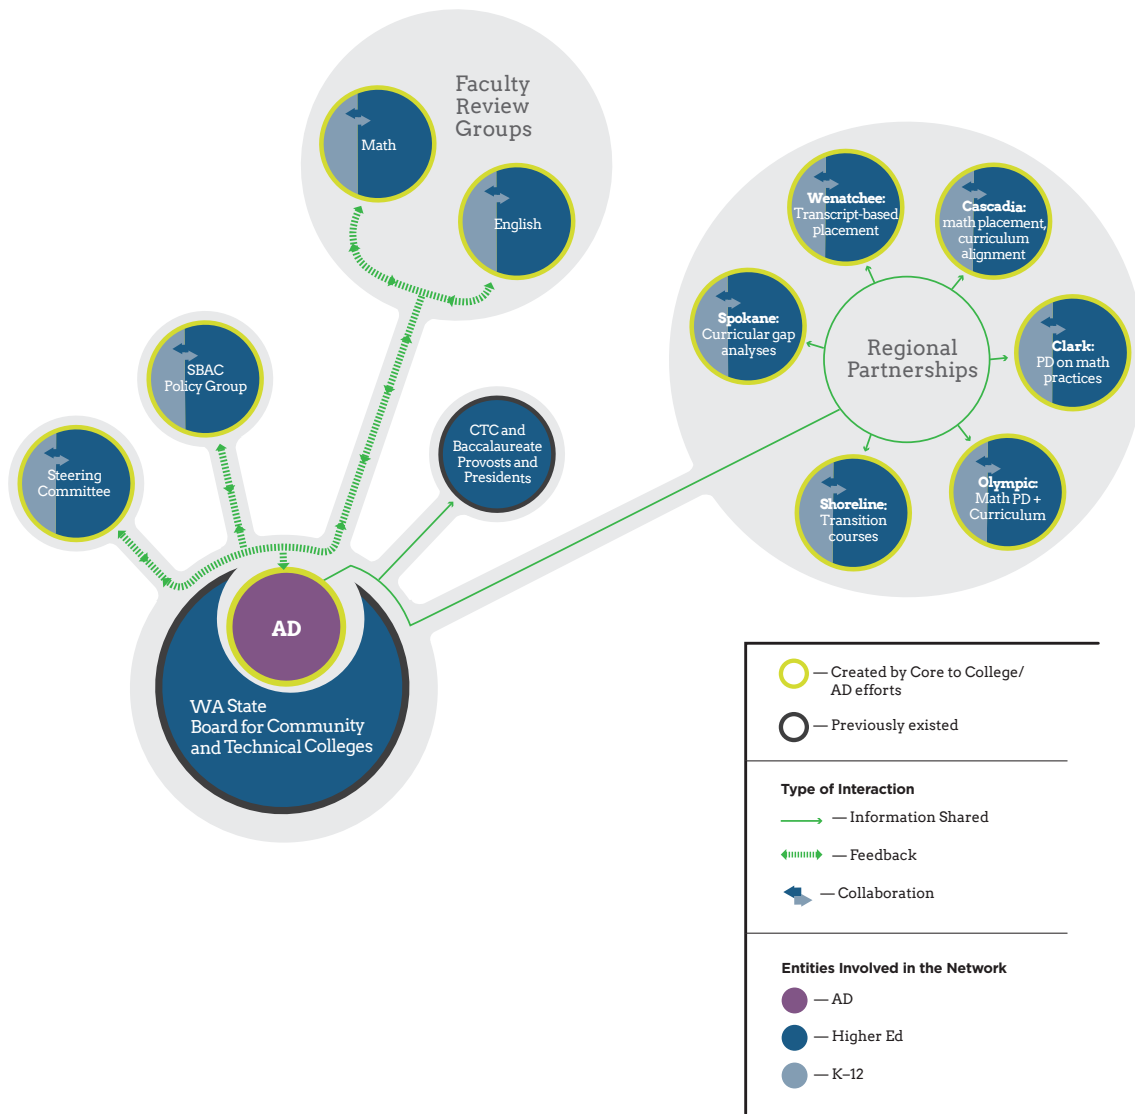 Faculty
Review
Groups
Math
English
Wenatchee:
Transcript-based
placement
Cascadia:
math placement,
curriculum
alignment
Spokane:
Curricular gap
analyses
Regional
Partnerships
Clark:
PD on math
practices
Shoreline:
Transition
courses
Olympic:
Math PD +
Curriculum
SBAC
Policy Group
Steering
Committee
CTC and
Baccalaureate
Provosts and
Presidents
AD
WA State
Board for Community
and Technical Colleges
— Created by Core to College/
AD efforts
— Previously existed
Type of Interaction
— Information Shared
— Feedback
— Collaboration
Entities Involved in the Network
— AD
— Higher Ed
— K–12